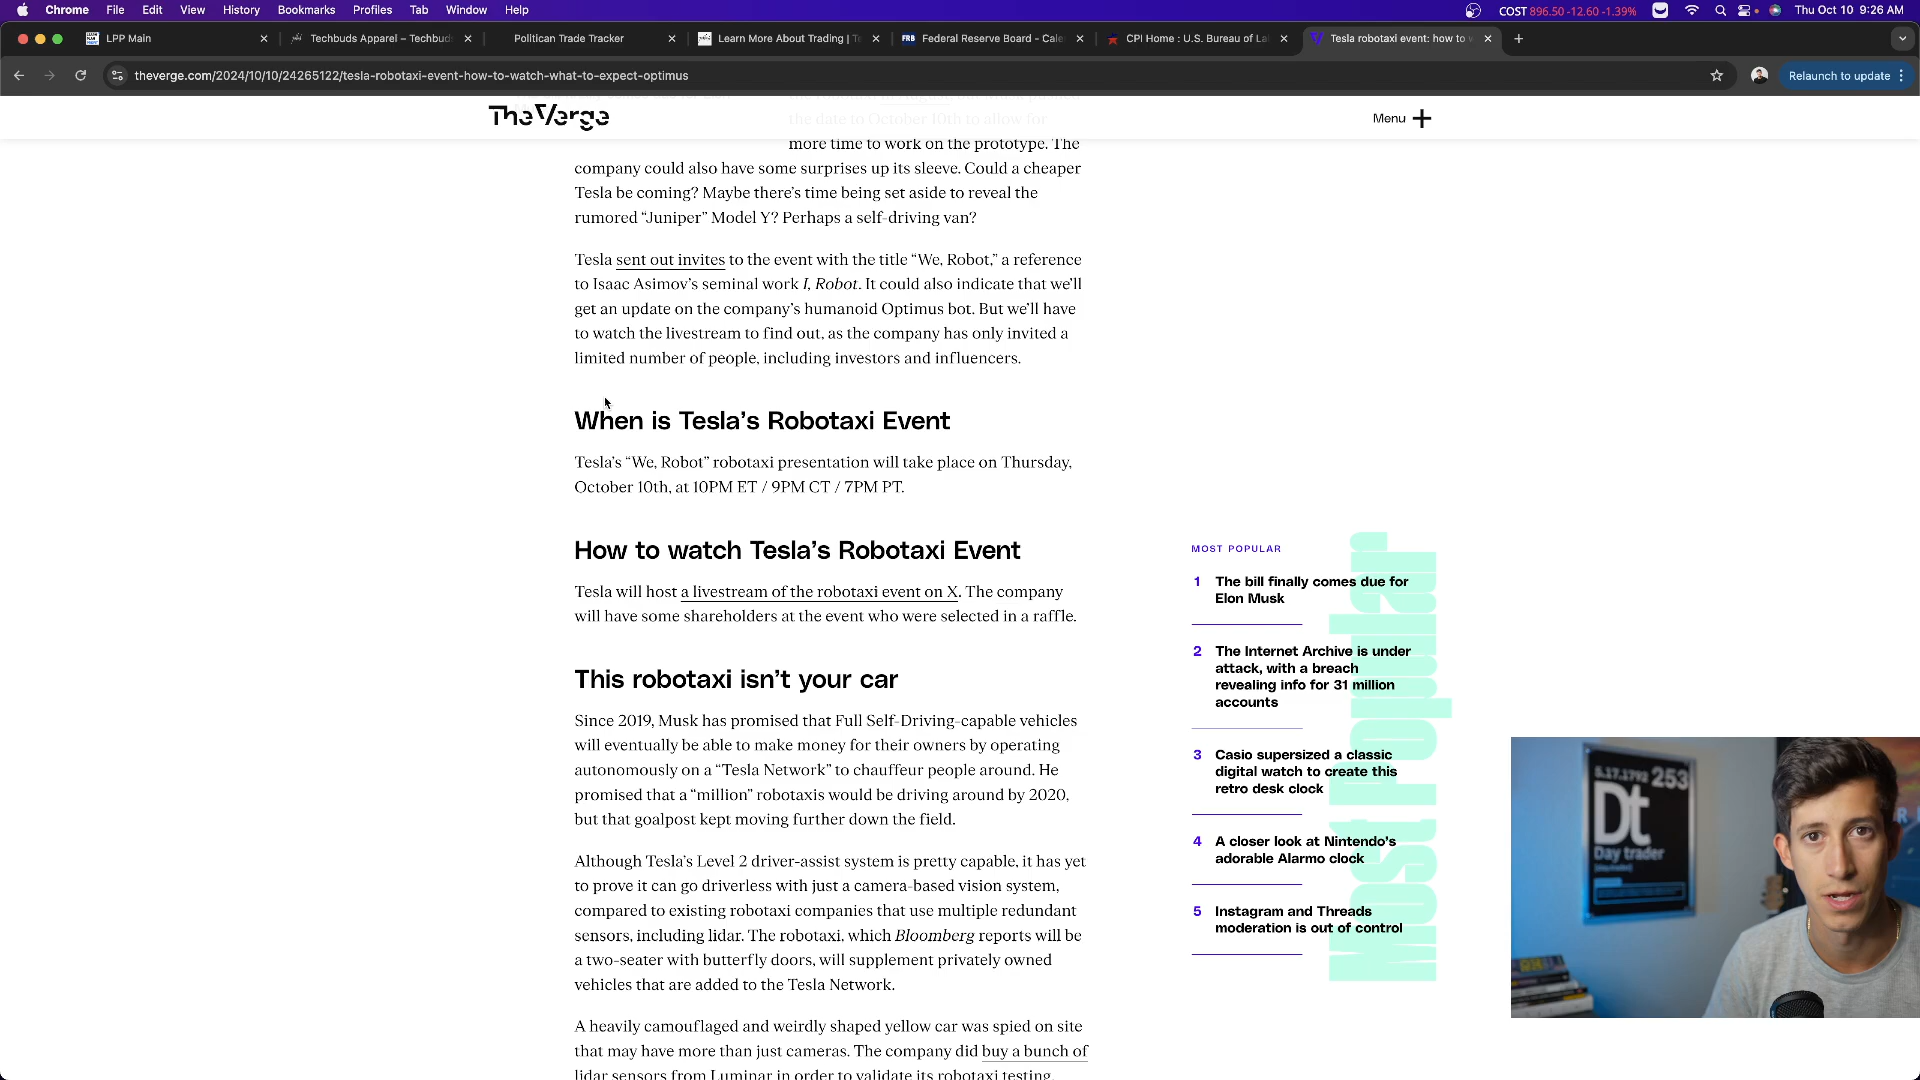 Chrome File Edit View History Bookmarks Profiles Tab Window Help COST 896.50 -12.60 -1.39% Thu Oct 10 9:26 AM
LPP Main Techbuds Apparel – Techbud Politican Trade Tracker Learn More About Trading | T FRB Federal Reserve Board - Cale CPI Home : U.S. Bureau of La Tesla robotaxi event: how to w
theverge.com/2024/10/10/24265122/tesla-robotaxi-event-how-to-watch-what-to-expect-optimus Relaunch to update
The Verge Menu
the date to October 10th to allow for
more time to work on the prototype. The
company could also have some surprises up its sleeve. Could a cheaper
Tesla be coming? Maybe there’s time being set aside to reveal the
rumored “Juniper” Model Y? Perhaps a self-driving van?
Tesla sent out invites to the event with the title “We, Robot,” a reference
to Isaac Asimov’s seminal work I, Robot. It could also indicate that we’ll
get an update on the company’s humanoid Optimus bot. But we’ll have
to watch the livestream to find out, as the company has only invited a
limited number of people, including investors and influencers.
When is Tesla’s Robotaxi Event
Tesla’s “We, Robot” robotaxi presentation will take place on Thursday,
October 10th, at 10PM ET / 9PM CT / 7PM PT.
How to watch Tesla’s Robotaxi Event
Tesla will host a livestream of the robotaxi event on X. The company
will have some shareholders at the event who were selected in a raffle.
This robotaxi isn’t your car
Since 2019, Musk has promised that Full Self-Driving-capable vehicles
will eventually be able to make money for their owners by operating
autonomously on a “Tesla Network” to chauffeur people around. He
promised that a “million” robotaxis would be driving around by 2020,
but that goalpost kept moving further down the field.
Although Tesla’s Level 2 driver-assist system is pretty capable, it has yet
to prove it can go driverless with just a camera-based vision system,
compared to existing robotaxi companies that use multiple redundant
sensors, including lidar. The robotaxi, which Bloomberg reports will be
a two-seater with butterfly doors, will supplement privately owned
vehicles that are added to the Tesla Network.
A heavily camouflaged and weirdly shaped yellow car was spied on site
that may have more than just cameras. The company did buy a bunch of
lidar sensors from Luminar in order to validate its robotaxi testing,
MOST POPULAR
Most Popular
1 The bill finally comes due for
Elon Musk
2 The Internet Archive is under
attack, with a breach
revealing info for 31 million
accounts
3 Casio supersized a classic
digital watch to create this
retro desk clock
4 A closer look at Nintendo’s
adorable Alarmo clock
5 Instagram and Threads
moderation is out of control
5.17.1792 253
Dt
Day trader